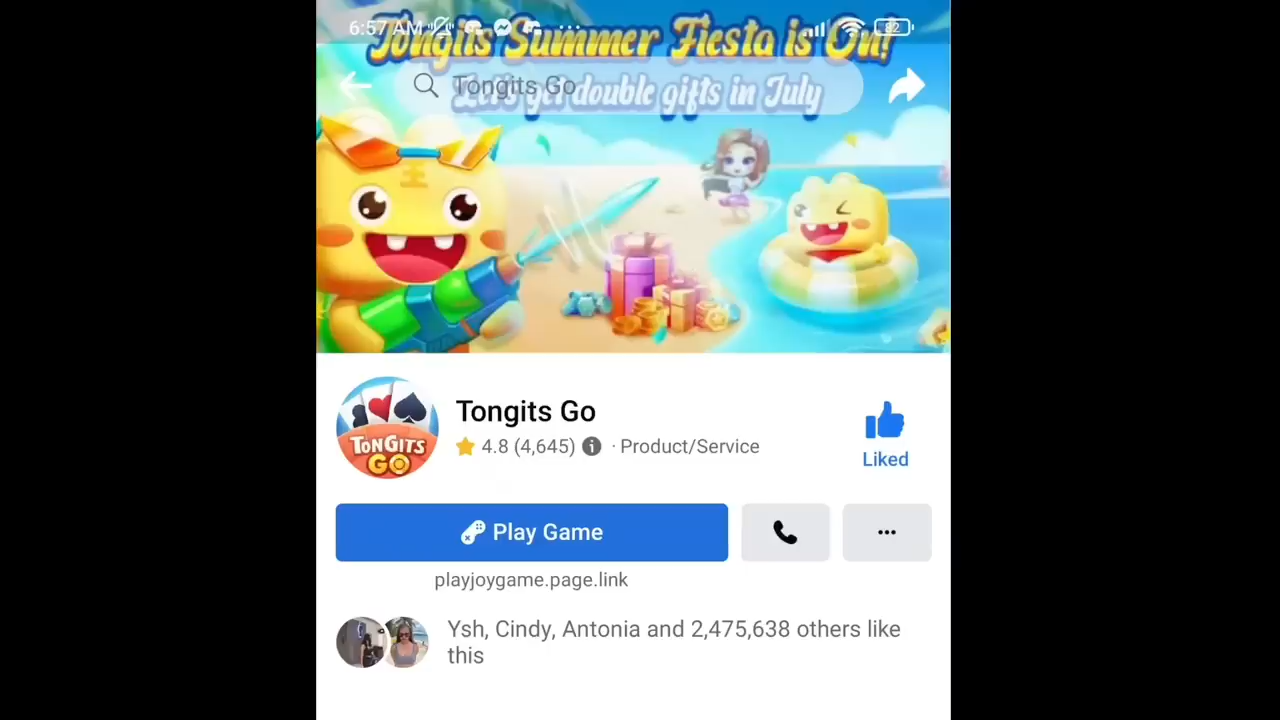 6:57 AM
82
Tongits Summer Fiesta is On!
Tongits Go
Let's get double gifts in July
王
TONGITS
GO
Tongits Go
4.8 (4,645) · Product/Service
Liked
Play Game
playjoygame.page.link
Ysh, Cindy, Antonia and 2,475,638 others like
this